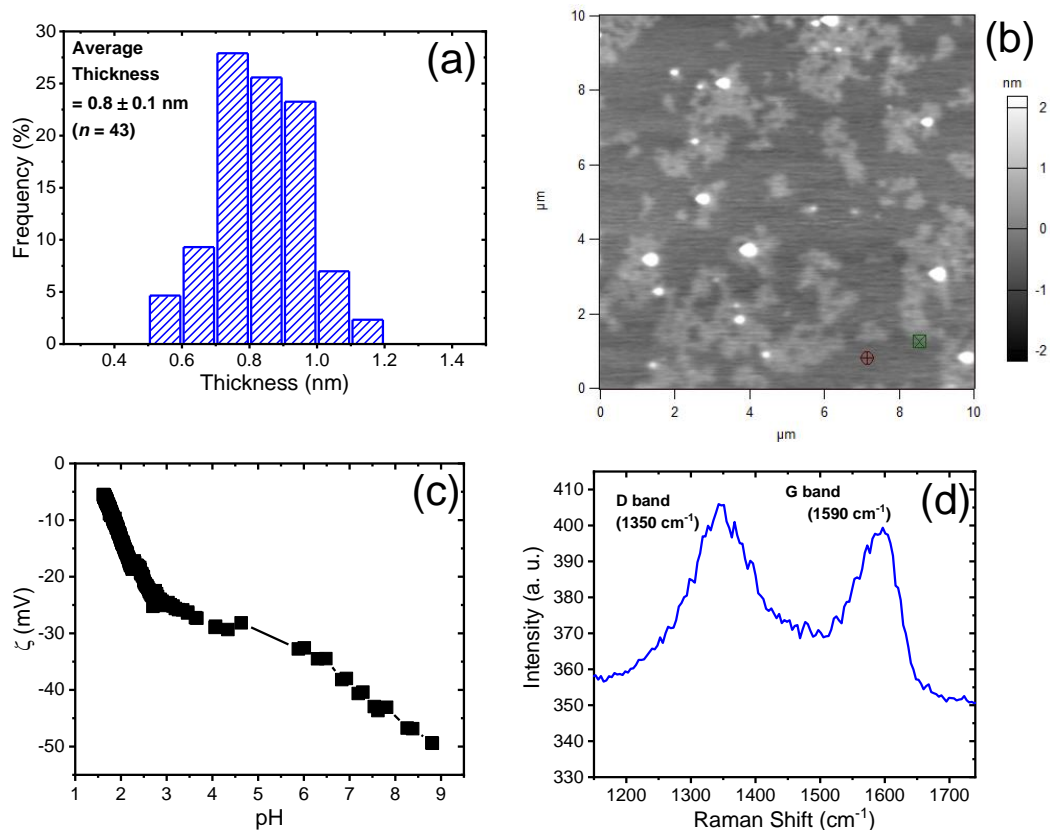 (a)
Average
Thickness
= 0.8 ± 0.1 nm
(n = 43)
30
25
20
15
10
5
0
Frequency (%)
0.4 0.6 0.8 1.0 1.2 1.4
Thickness (nm)
(b)
10
8
6
4
2
0
µm
0 2 4 6 8 10
µm
nm
2
1
0
-1
-2
(c)
0
-10
-20
-30
-40
-50
ζ (mV)
1 2 3 4 5 6 7 8 9
pH
(d)
D band
(1350 cm⁻¹)
G band
(1590 cm⁻¹)
410
400
390
380
370
360
350
340
330
Intensity (a. u.)
1200 1300 1400 1500 1600 1700
Raman Shift (cm⁻¹)